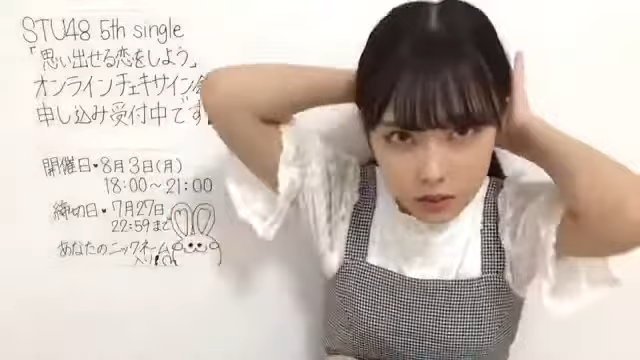 STU48 5th single
「思い出せる恋をしよう」
オンラインチェキサイン会
申し込み受付中です
開催日・8月3日(月)
18:00～21:00
締切日・7月27日
22:59まで
あなたのニックネーム
入り!